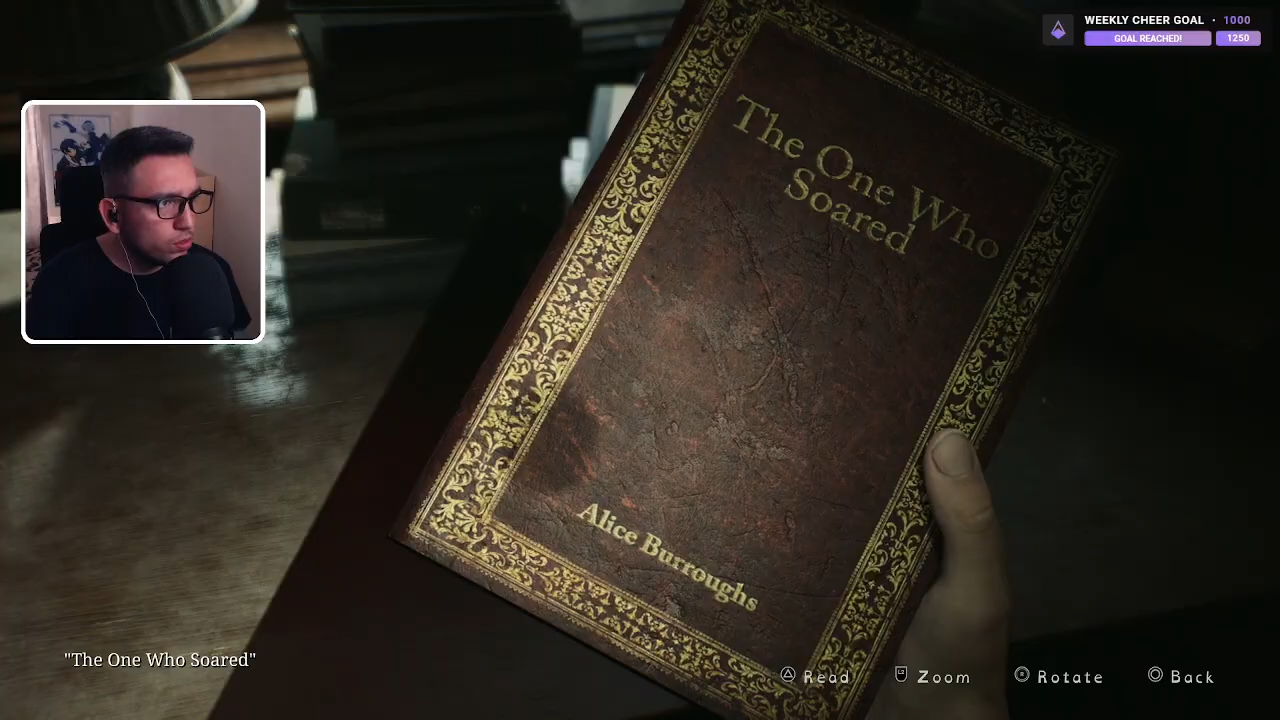 WEEKLY CHEER GOAL · 1000
GOAL REACHED! 1250
The One Who
Soared
Alice Burroughs
"The One Who Soared"
Read L2 Zoom R Rotate Back